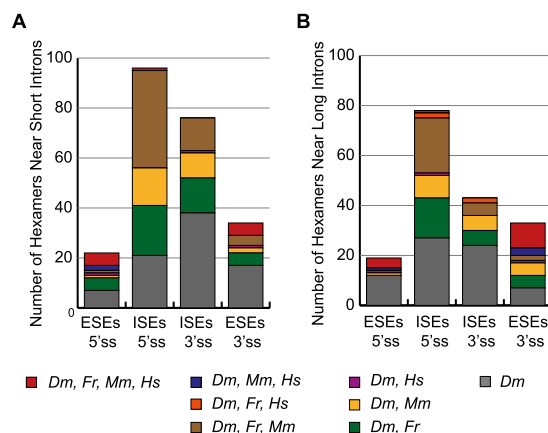 A
B
Number of Hexamers Near Short Introns
100
80
60
40
20
0
ESEs ISEs ISEs ESEs
5'ss 5'ss 3'ss 3'ss
Number of Hexamers Near Long Introns
100
80
60
40
20
0
ESEs ISEs ISEs ESEs
5'ss 5'ss 3'ss 3'ss
Dm, Fr, Mm, Hs
Dm, Mm, Hs
Dm, Hs
Dm
Dm, Fr, Hs
Dm, Mm
Dm, Fr, Mm
Dm, Fr